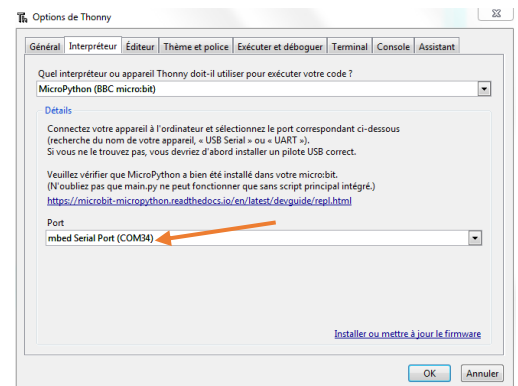 Th Options de Thonny
Général Interpréteur Éditeur Thème et police Exécuter et déboguer Terminal Console Assistant
Quel interpréteur ou appareil Thonny doit-il utiliser pour exécuter votre code ?
MicroPython (BBC micro:bit)
Détails
Connectez votre appareil à l'ordinateur et sélectionnez le port correspondant ci-dessous
(recherche du nom de votre appareil, « USB Serial » ou « UART »).
Si vous ne le trouvez pas, vous devriez d'abord installer un pilote USB correct.
Veuillez vérifier que MicroPython a bien été installé dans votre micro:bit.
(N'oubliez pas que main.py ne peut fonctionner que sans script principal intégré.)
https://microbit-micropython.readthedocs.io/en/latest/devguide/repl.html
Port
mbed Serial Port (COM34)
Installer ou mettre à jour le firmware
OK Annuler